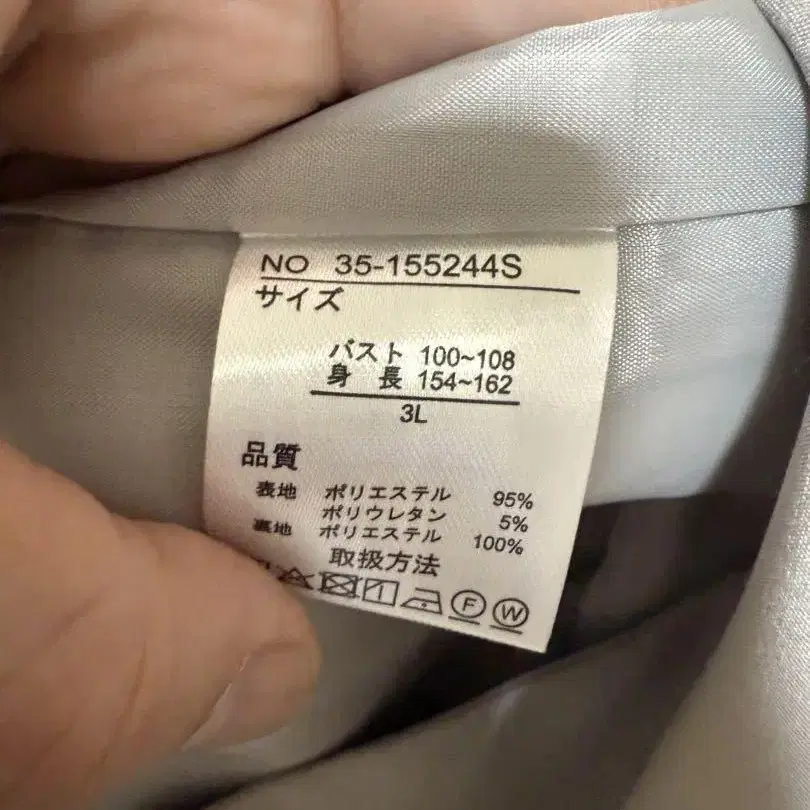 NO 35-155244S
サイズ
バスト 100~108
身 長 154~162
3L
品質
表地 ポリエステル 95%
ポリウレタン 5%
裏地 ポリエステル 100%
取扱方法
F W